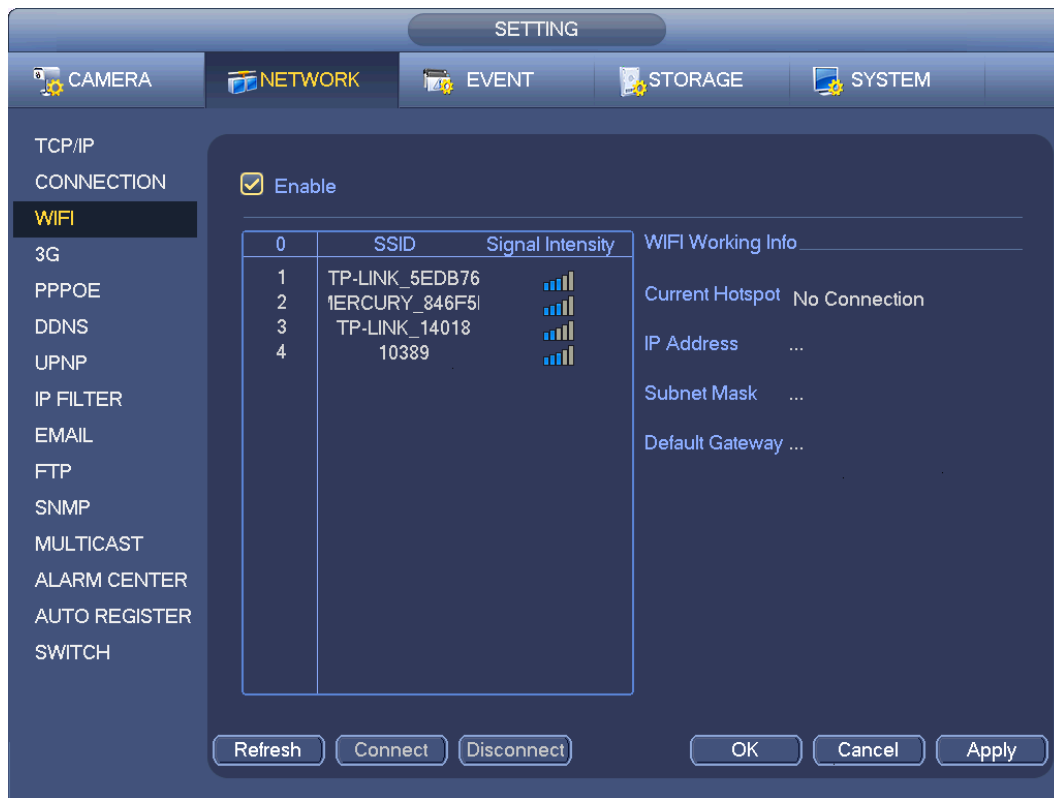 SETTING
CAMERA NETWORK EVENT STORAGE SYSTEM
TCP/IP
CONNECTION
WIFI
3G
PPPOE
DDNS
UPNP
IP FILTER
EMAIL
FTP
SNMP
MULTICAST
ALARM CENTER
AUTO REGISTER
SWITCH
Enable
0 SSID Signal Intensity
1 TP-LINK_5EDB76
2
3 TP-LINK_14018
4 10389
WIFI Working Info
Current Hotspot No Connection
IP Address ...
Subnet Mask ...
Default Gateway ...
Refresh Connect Disconnect OK Cancel Apply